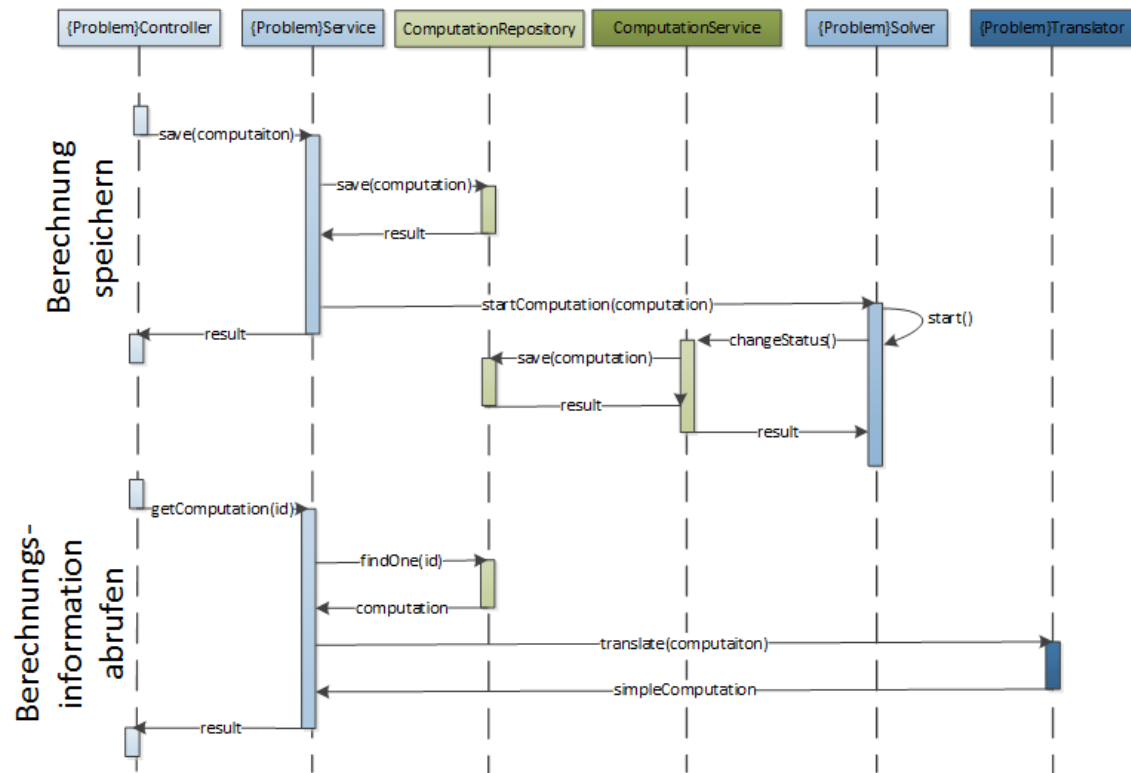 {Problem}Controller
{Problem}Service
ComputationRepository
ComputationService
{Problem}Solver
{Problem}Translator
Berechnung
speichern
save(computaiton)
save(computation)
result
startComputation(computation)
start()
result
changeStatus()
save(computation)
result
result
Berechnungs-
information
abrufen
getComputation(id)
findOne(id)
computation
translate(computaiton)
simpleComputation
result